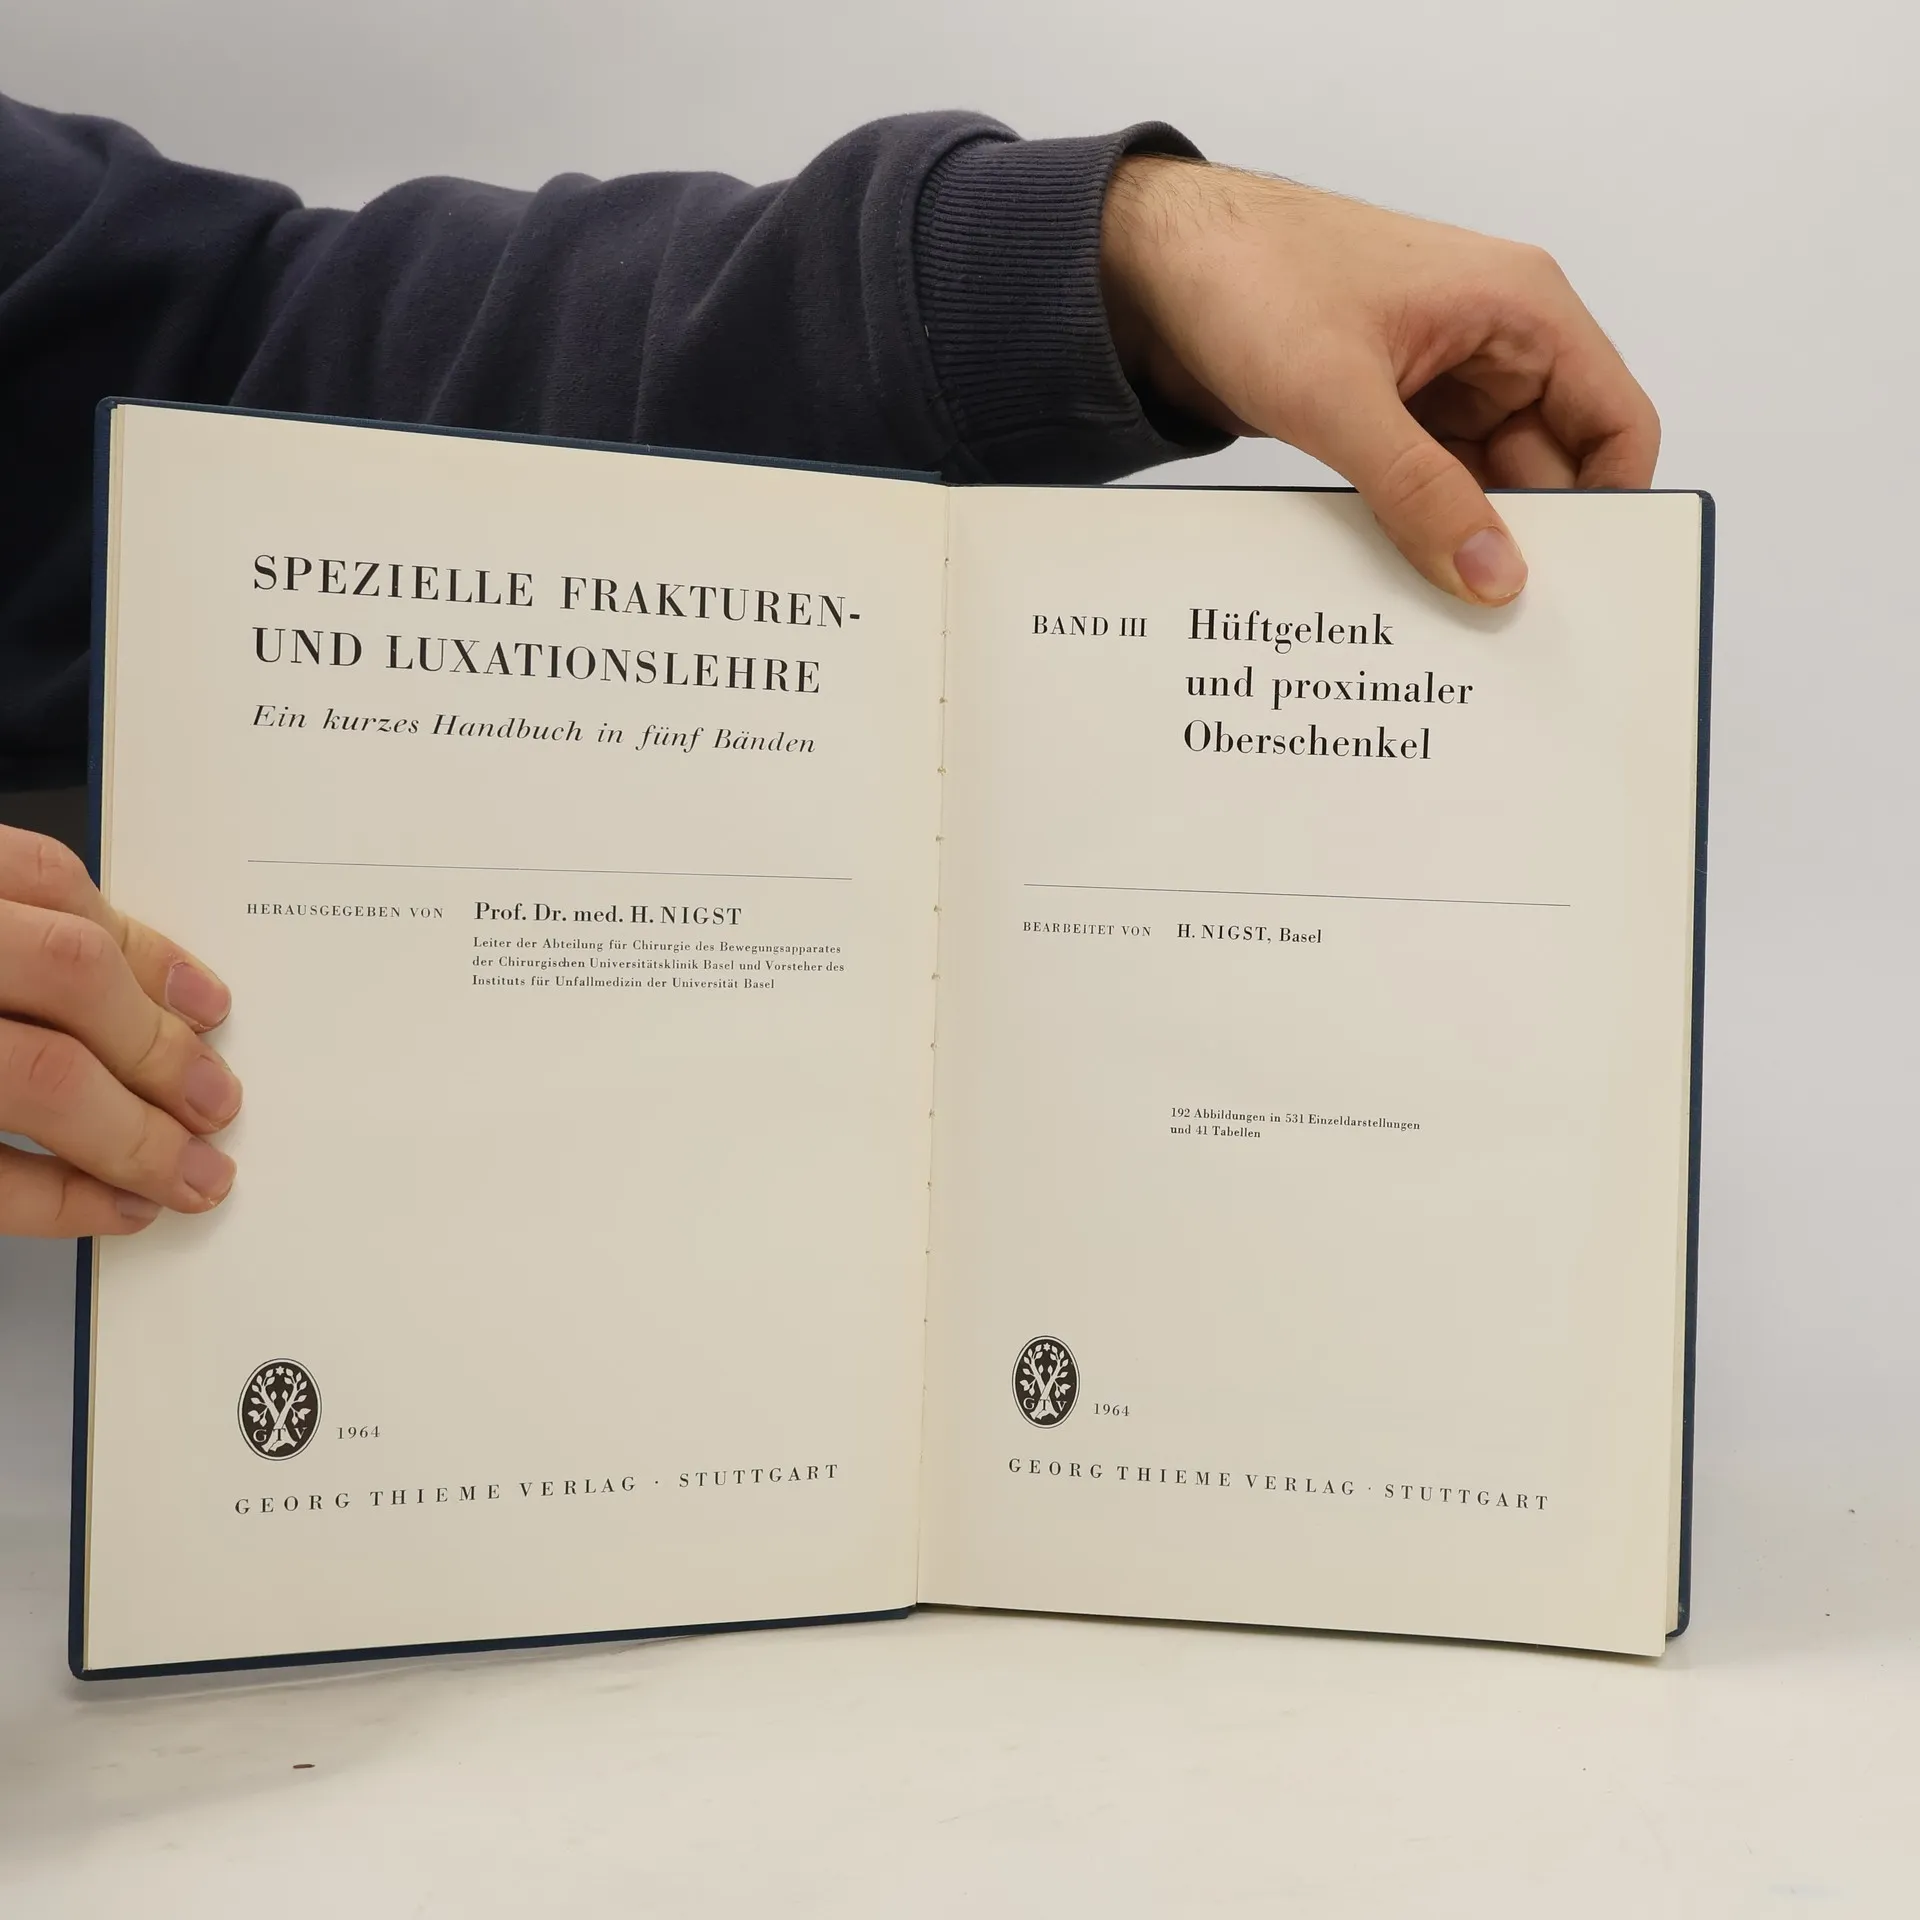 SPEZIELLE FRAKTUREN-
UND LUXATIONSLEHRE
Ein kurzes Handbuch in fünf Bänden
HERAUSGEGEBEN VON Prof. Dr. med. H. NIGST
Leiter der Abteilung für Chirurgie des Bewegungsapparates
der Chirurgischen Universitätsklinik Basel und Vorsteher des
Instituts für Unfallmedizin der Universität Basel
GTV
1964
GEORG THIEME VERLAG · STUTTGART
BAND III Hüftgelenk
und proximaler
Oberschenkel
BEARBEITET VON H. NIGST, Basel
192 Abbildungen in 531 Einzeldarstellungen
und 41 Tabellen
GTV
1964
GEORG THIEME VERLAG · STUTTGART